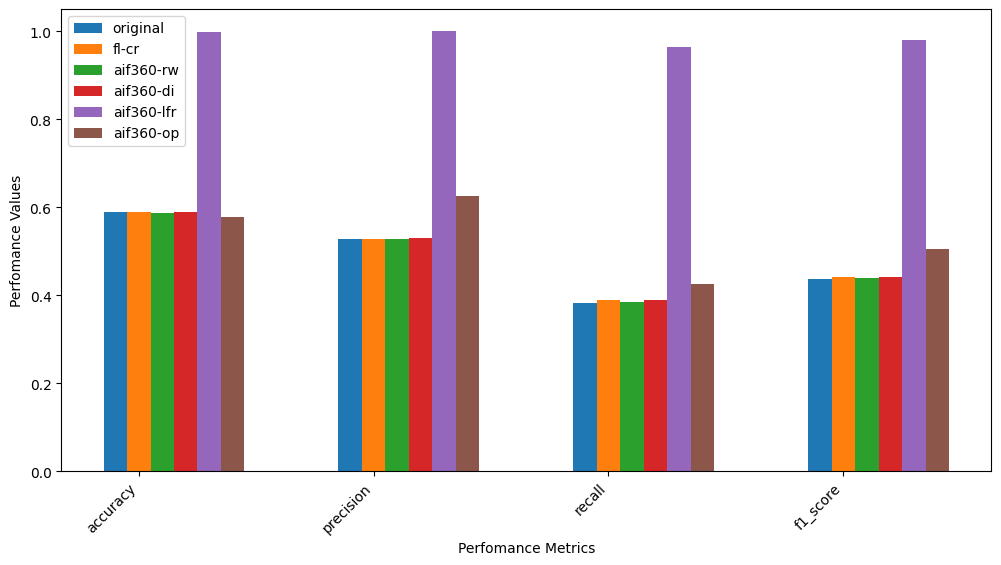 original
fl-cr
aif360-rw
aif360-di
aif360-lfr
aif360-op
1.0
0.8
0.6
0.4
0.2
0.0
Perfomance Values
accuracy
precision
recall
f1_score
Perfomance Metrics